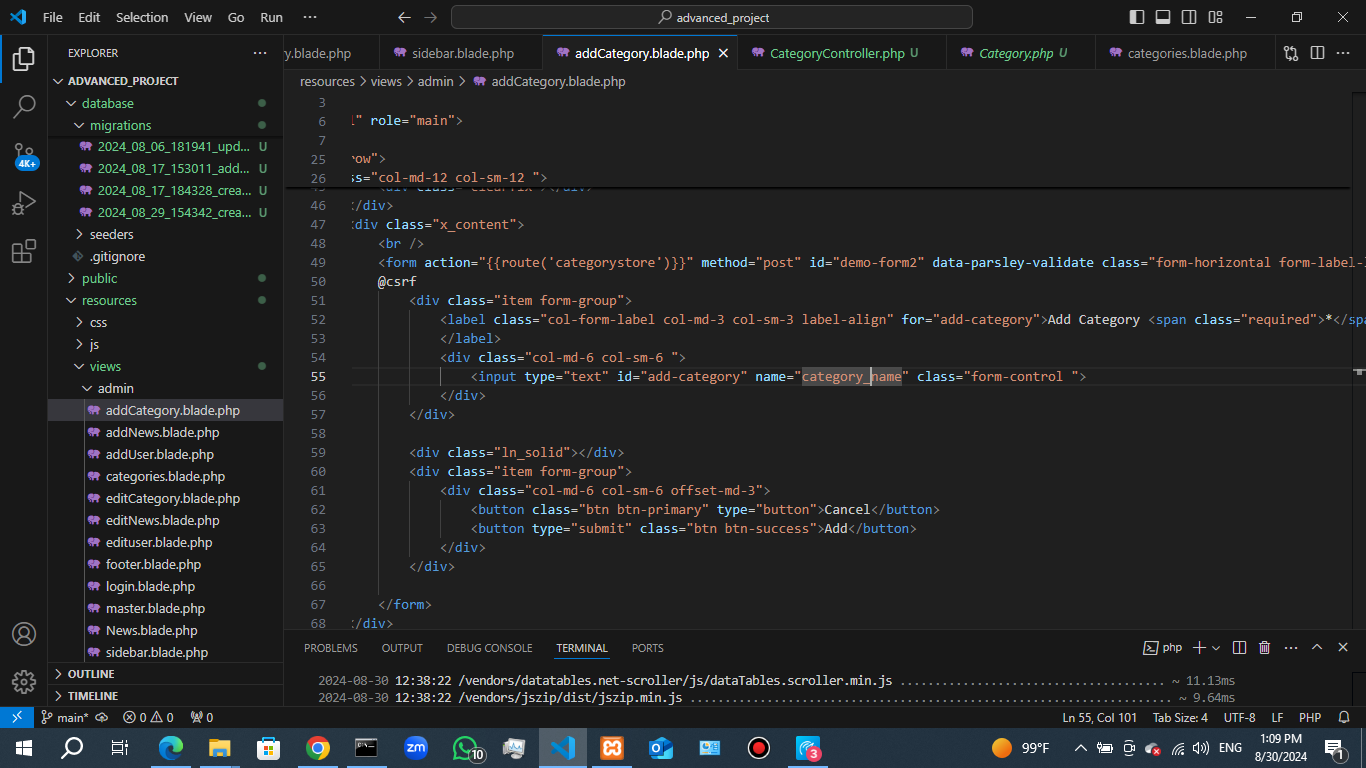 File Edit Selection View Go Run ···
advanced_project
EXPLORER
ADVANCED_PROJECT
database
migrations
2024_08_06_181941_upd... U
2024_08_17_153011_add... U
2024_08_17_184328_crea... U
2024_08_29_154342_crea... U
seeders
.gitignore
public
resources
css
js
views
admin
addCategory.blade.php
addNews.blade.php
addUser.blade.php
categories.blade.php
editCategory.blade.php
editNews.blade.php
edituser.blade.php
footer.blade.php
login.blade.php
master.blade.php
News.blade.php
sidebar.blade.php
OUTLINE
TIMELINE
4K+
y.blade.php sidebar.blade.php addCategory.blade.php CategoryController.php U Category.php U categories.blade.php
resources > views > admin > addCategory.blade.php
3
6 l" role="main">
7
25 row">
26 ss="col-md-12 col-sm-12 ">
45 <div class="clearfix"></div>
46 </div>
47 <div class="x_content">
48 <br />
49 <form action="{{route('categorystore')}}" method="post" id="demo-form2" data-parsley-validate class="form-horizontal form-label-l
50 @csrf
51 <div class="item form-group">
52 <label class="col-form-label col-md-3 col-sm-3 label-align" for="add-category">Add Category <span class="required">*</spa
53 </label>
54 <div class="col-md-6 col-sm-6 ">
55 <input type="text" id="add-category" name="category_name" class="form-control ">
56 </div>
57 </div>
58
59 <div class="ln_solid"></div>
60 <div class="item form-group">
61 <div class="col-md-6 col-sm-6 offset-md-3">
62 <button class="btn btn-primary" type="button">Cancel</button>
63 <button type="submit" class="btn btn-success">Add</button>
64 </div>
65 </div>
66
67 </form>
68 </div>
PROBLEMS OUTPUT DEBUG CONSOLE TERMINAL PORTS
php
2024-08-30 12:38:22 /vendors/datatables.net-scroller/js/dataTables.scroller.min.js ................................... ~ 11.13ms
2024-08-30 12:38:22 /vendors/jszip/dist/jszip.min.js ............................................................... ~ 9.64ms
main* 0 0 0
Ln 55, Col 101 Tab Size: 4 UTF-8 LF PHP
zm 10 3
99°F ENG 1:09 PM
8/30/2024
1